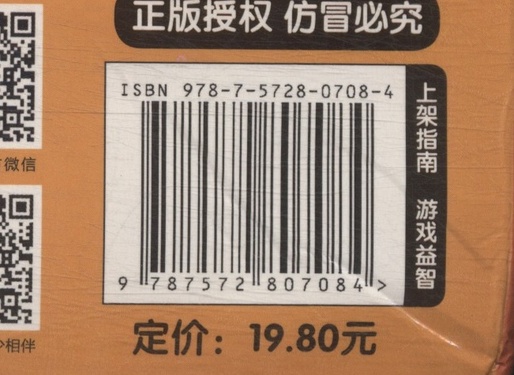 正版授权 仿冒必究
ISBN 978-7-5728-0708-4
9 787572 807084 >
上架指南 游戏益智
微信
相伴
定价：19.80元